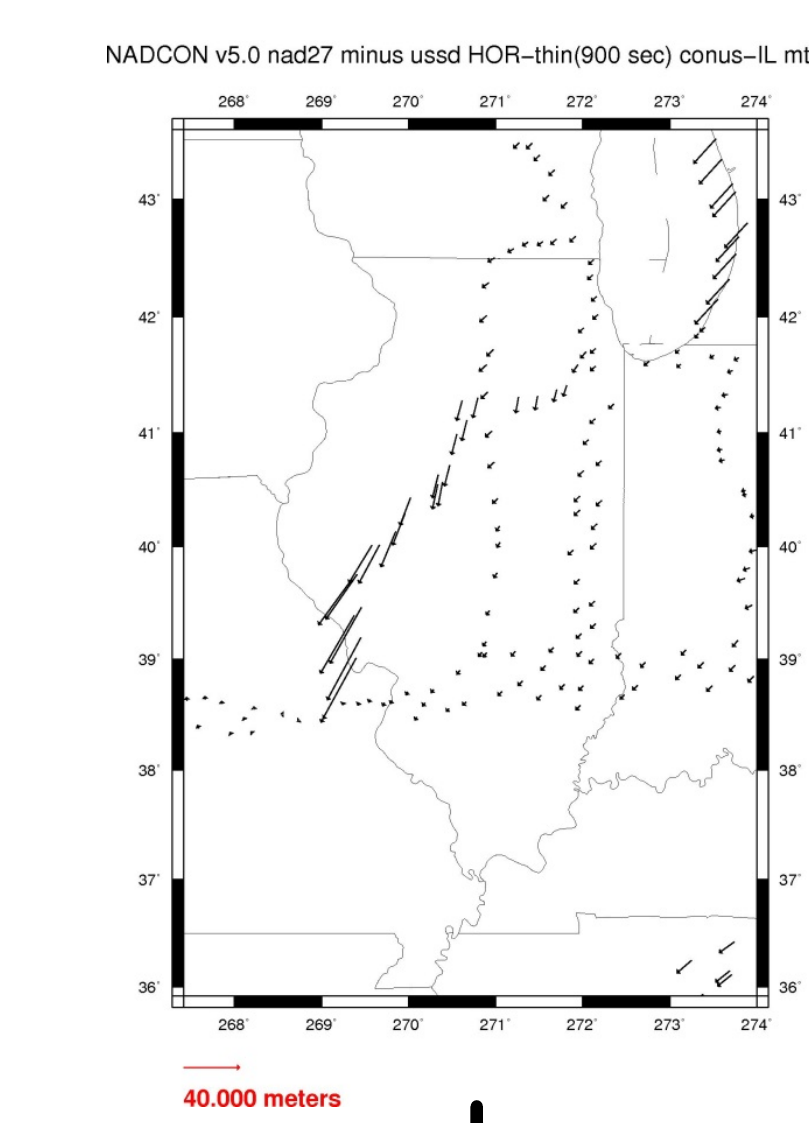 NADCON v5.0 nad27 minus ussd HOR−thin(900 sec) conus−IL mt
268° 269° 270° 271° 272° 273° 274°
43° 43°
42° 42°
41° 41°
40° 40°
39° 39°
38° 38°
37° 37°
36° 36°
268° 269° 270° 271° 272° 273° 274°
40.000 meters